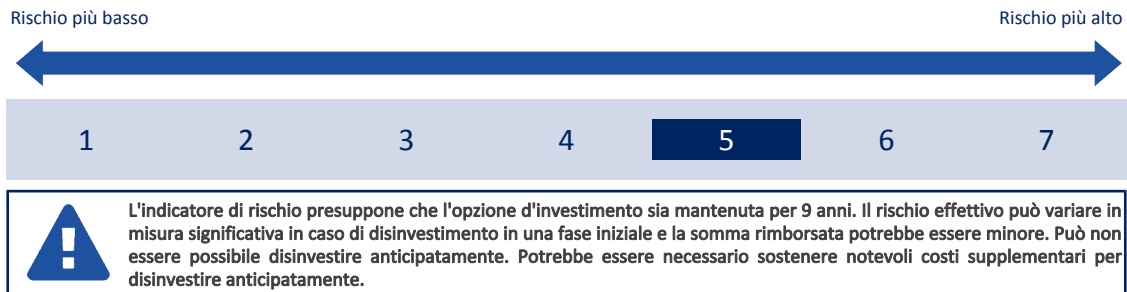 Rischio più basso Rischio più alto
1 2 3 4 5 6 7
L'indicatore di rischio presuppone che l'opzione d'investimento sia mantenuta per 9 anni. Il rischio effettivo può variare in
misura significativa in caso di disinvestimento in una fase iniziale e la somma rimborsata potrebbe essere minore. Può non
essere possibile disinvestire anticipatamente. Potrebbe essere necessario sostenere notevoli costi supplementari per
disinvestire anticipatamente.